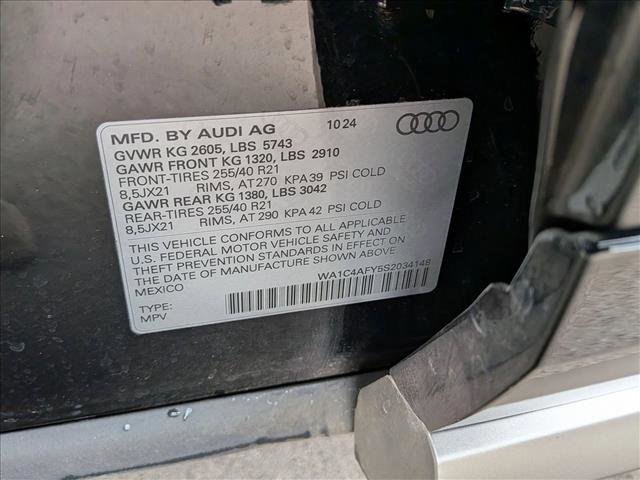 MFD. BY AUDI AG 10 24
GVWR KG 2605, LBS 5743
GAWR FRONT KG 1320, LBS 2910
FRONT-TIRES 255/40 R21
8,5JX21 RIMS, AT 270 KPA 39 PSI COLD
GAWR REAR KG 1380, LBS 3042
REAR-TIRES 255/40 R21
8,5JX21 RIMS, AT 290 KPA 42 PSI COLD
THIS VEHICLE CONFORMS TO ALL APPLICABLE
U.S. FEDERAL MOTOR VEHICLE SAFETY AND
THEFT PREVENTION STANDARDS IN EFFECT ON
THE DATE OF MANUFACTURE SHOWN ABOVE.
MEXICO WA1C4AFY5S2034148
TYPE:
MPV